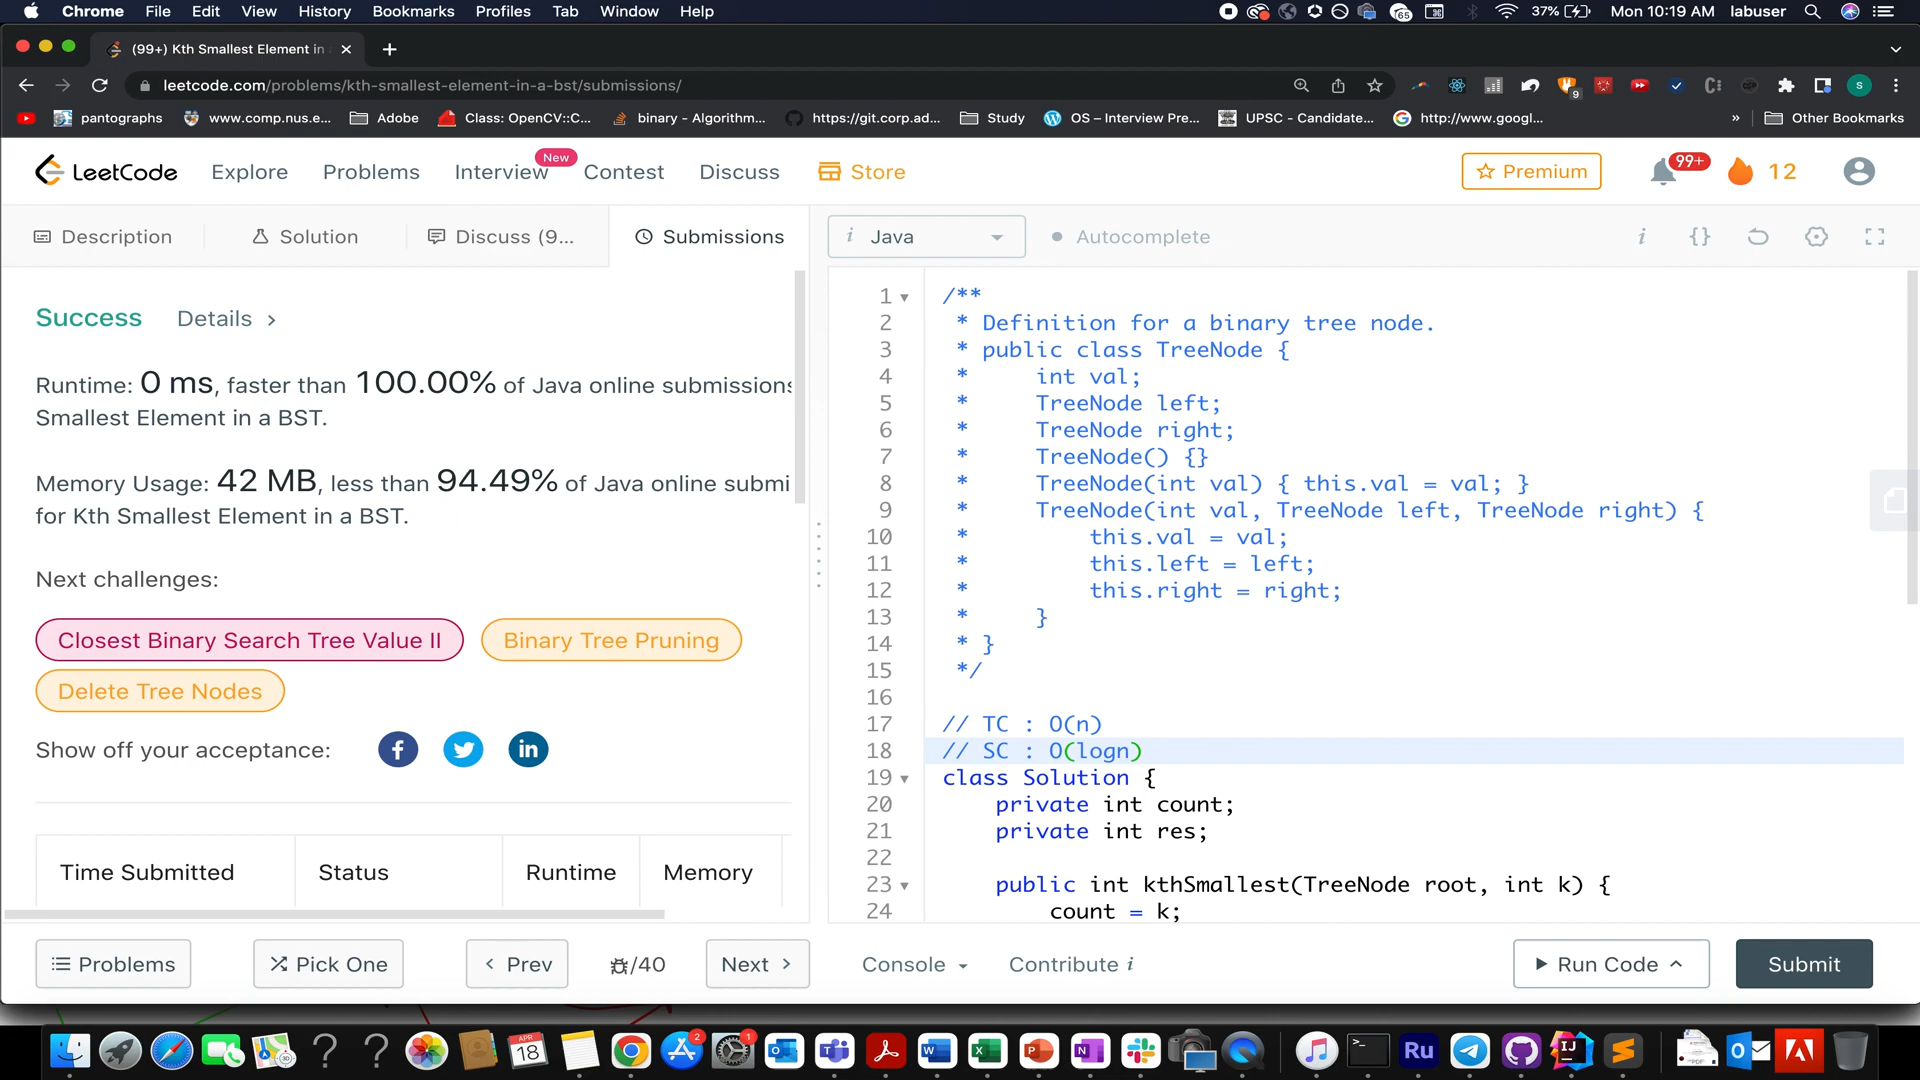 Chrome File Edit View History Bookmarks Profiles Tab Window Help 65 37% Mon 10:19 AM labuser
(99+) Kth Smallest Element in
leetcode.com/problems/kth-smallest-element-in-a-bst/submissions/ 9 S
pantographs www.comp.nus.e... Adobe Class: OpenCV::C... binary - Algorithm... https://git.corp.ad... Study OS – Interview Pre... UPSC - Candidate... http://www.googl... » Other Bookmarks
LeetCode Explore Problems Interview New Contest Discuss Store Premium 99+ 12
Description Solution Discuss (9... Submissions
i Java Autocomplete i {}
Success Details >
Runtime: 0 ms, faster than 100.00% of Java online submissions
Smallest Element in a BST.
Memory Usage: 42 MB, less than 94.49% of Java online submi
for Kth Smallest Element in a BST.
Next challenges:
Closest Binary Search Tree Value II Binary Tree Pruning
Delete Tree Nodes
Show off your acceptance: f in
Time Submitted Status Runtime Memory
1 /**
2 * Definition for a binary tree node.
3 * public class TreeNode {
4 * int val;
5 * TreeNode left;
6 * TreeNode right;
7 * TreeNode() {}
8 * TreeNode(int val) { this.val = val; }
9 * TreeNode(int val, TreeNode left, TreeNode right) {
10 * this.val = val;
11 * this.left = left;
12 * this.right = right;
13 * }
14 * }
15 */
16
17 // TC : O(n)
18 // SC : O(logn)
19 class Solution {
20 private int count;
21 private int res;
22
23 public int kthSmallest(TreeNode root, int k) {
24 count = k;
Problems Pick One < Prev /40 Next > Console Contribute i Run Code Submit
? ? APR 18 2 1 W X P N >_ Ru IJ PDF